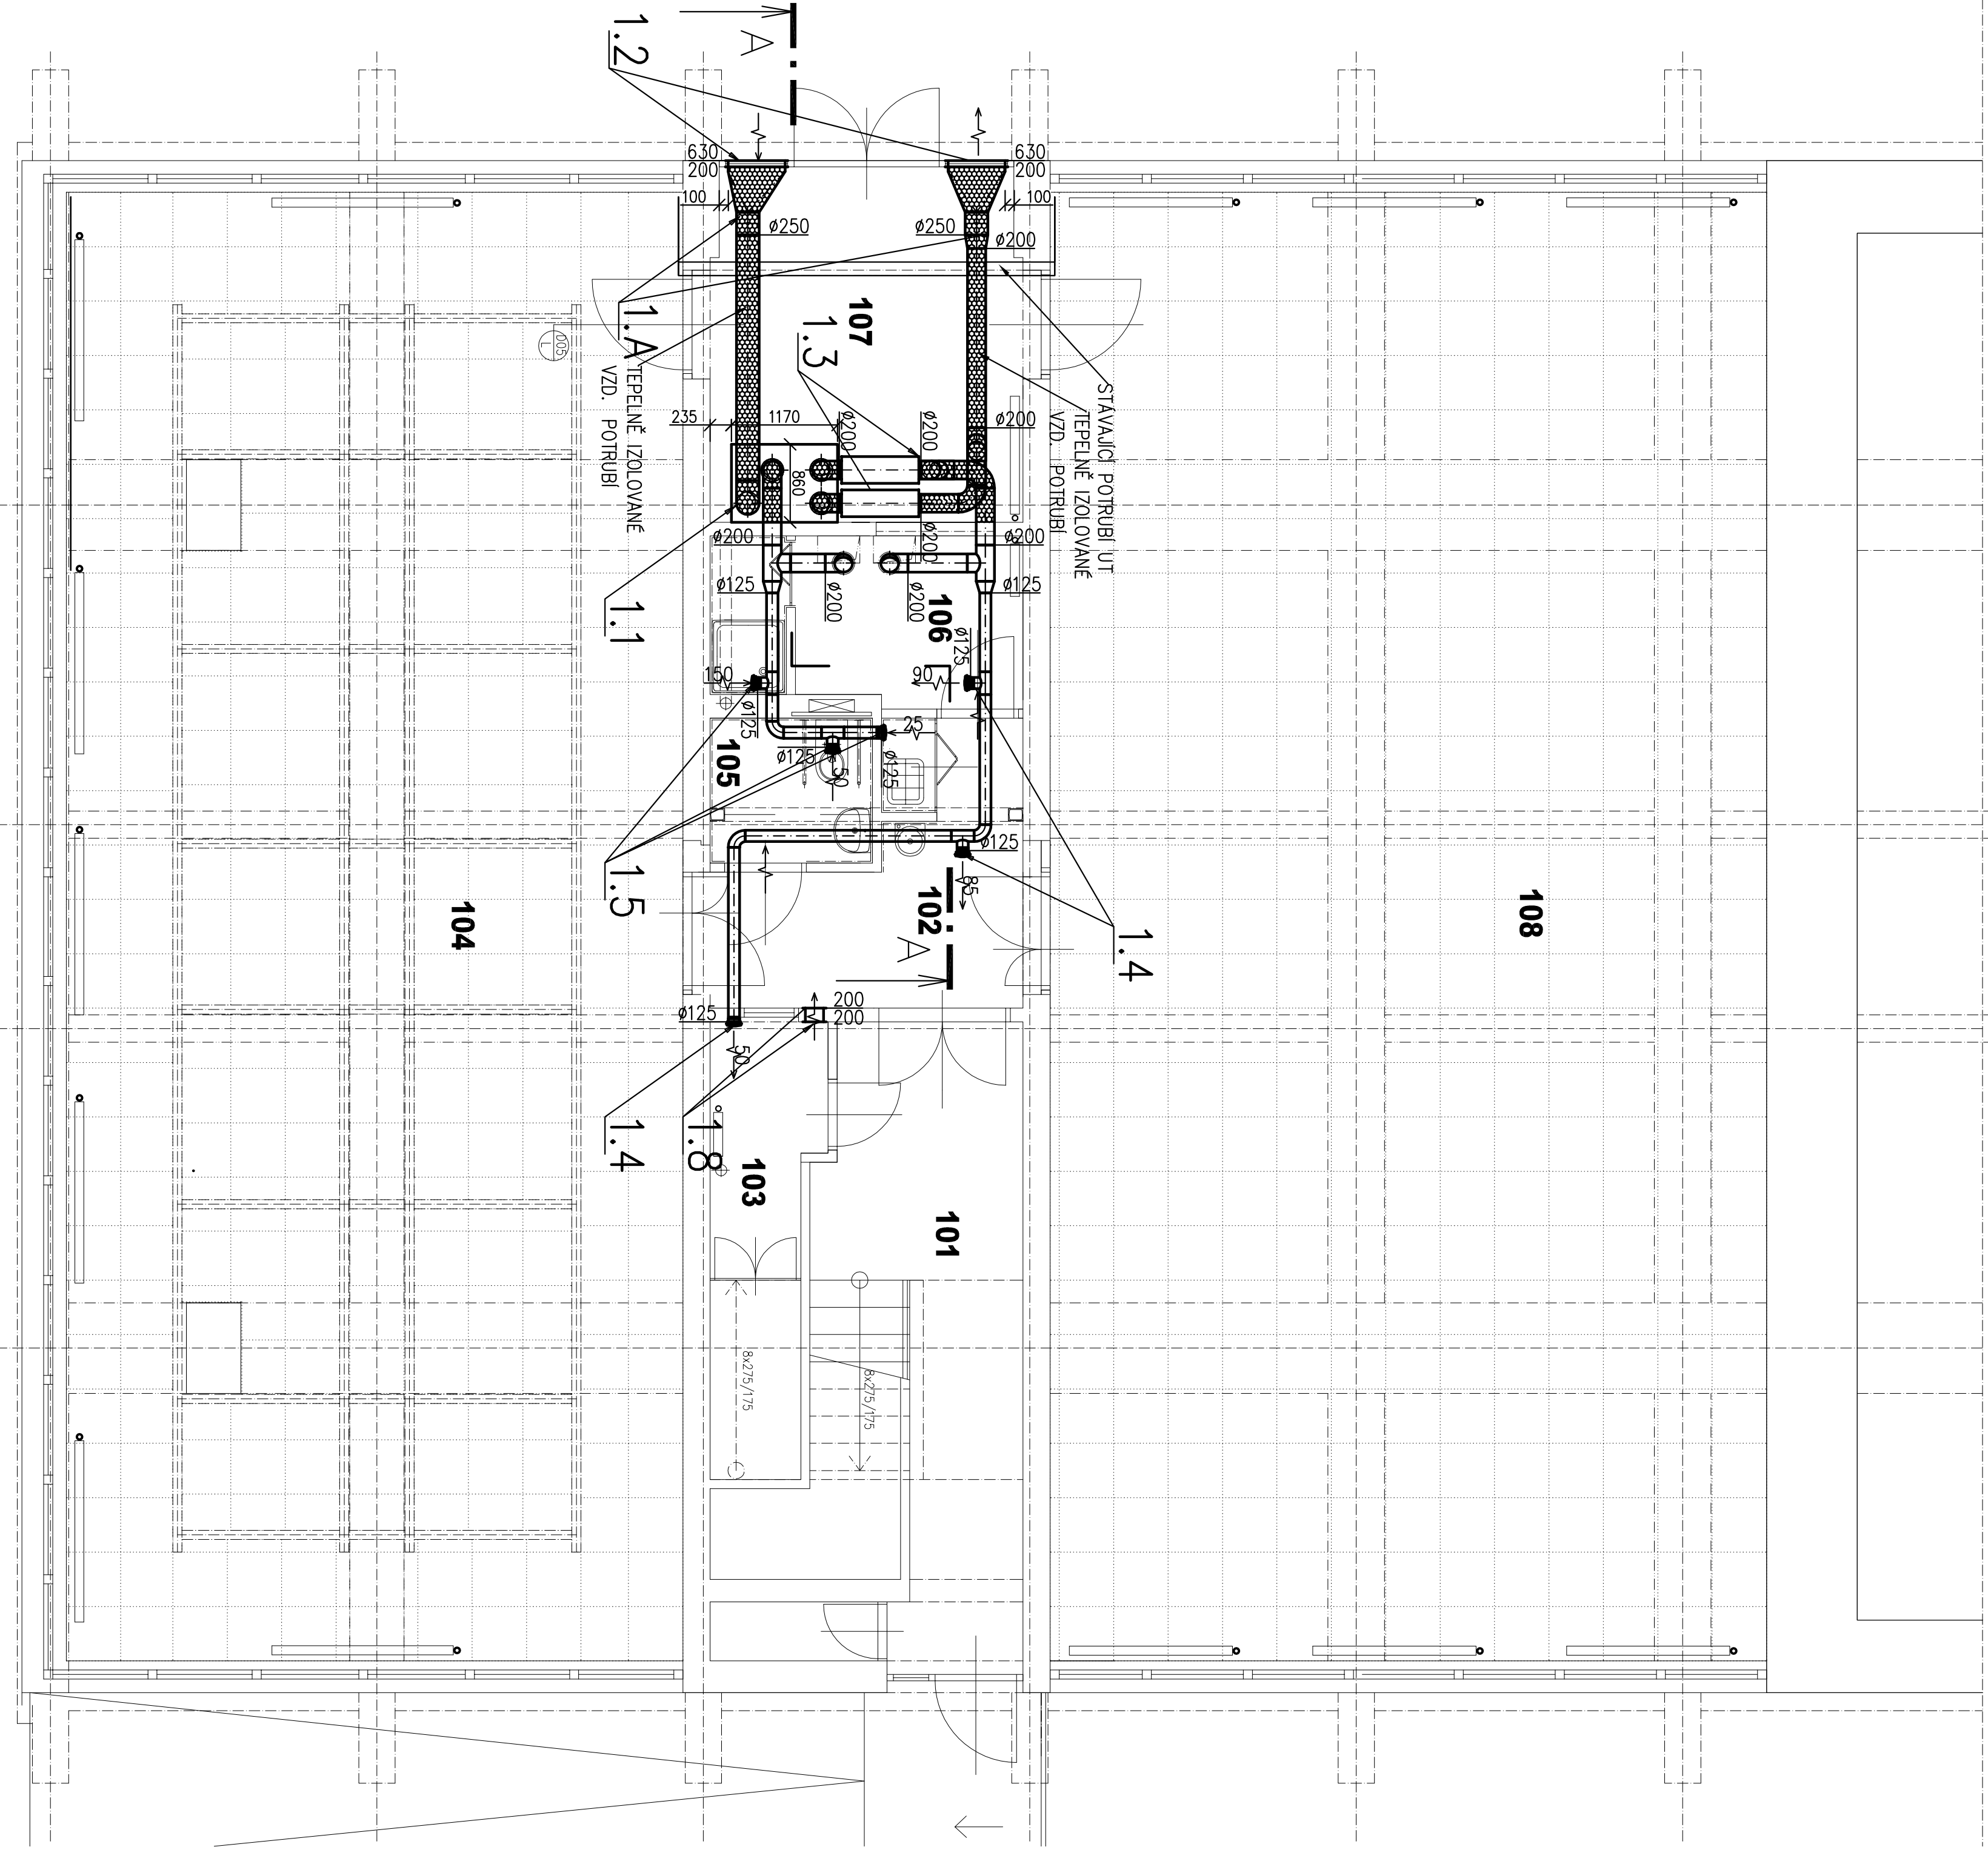 1.2
A
630
200
630
200
100
100
ø250
ø250
ø200
1.A
TEPELNĚ IZOLOVANÉ
VZD. POTRUBÍ
D05
L
107
1.3
STÁVAJÍCÍ POTRUBÍ ÚT
TEPELNĚ IZOLOVANÉ
VZD. POTRUBÍ
235
1170
ø200
ø200
ø200
860
ø200
ø200
ø200
ø125
ø125
ø200
ø200
1.1
106
ø125
150
90
ø125
25
105
ø125
50
ø125
ø125
1.5
85
102
A
1.4
104
108
ø125
200
200
50
1.4
1.8
103
101
8x275/175
8x275/175